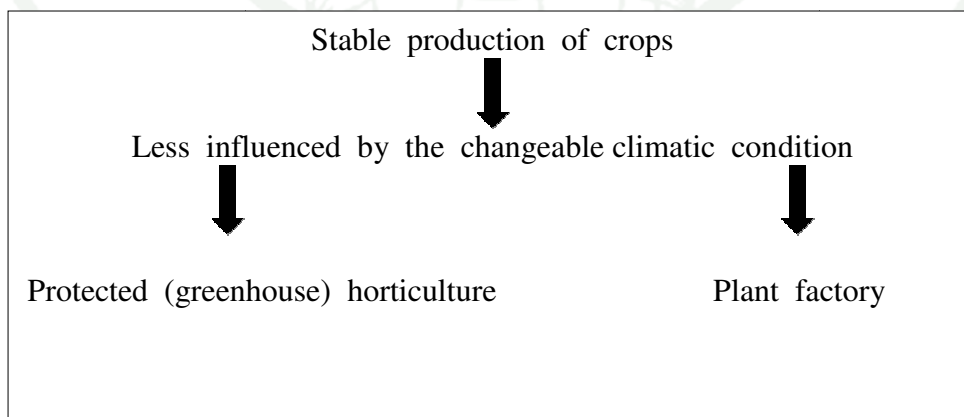 Stable production of crops
Less influenced by the changeable climatic condition
Protected (greenhouse) horticulture
Plant factory